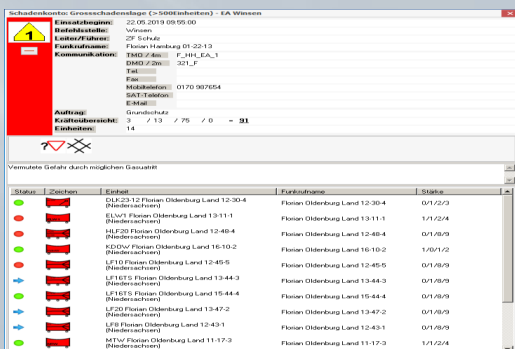 Schadenkonto: Grossschadenslage (>500Einheiten) - EA Winsen
Einsatzbeginn: 22.05.2019 09:55:00
Befehlsstelle: Winsen
Leiter/Führer: ZF Schulz
Funkrufname: Florian Hamburg 01-22-13
Kommunikation: TMO / 4m F_HH_EA_1
DMO / 2m 321_F
Tel.
Fax
Mobiltelefon 0170 987654
SAT-Telefon
E-Mail
Auftrag: Grundschutz
Kräfteübersicht: 3 / 13 / 75 / 0 = 91
Einheiten: 14
1
?
Vermutete Gefahr durch möglichen Gasaustritt
Status Zeichen Einheit Funkrufname Stärke
DLK23-12 Florian Oldenburg Land 12-30-4
(Niedersachsen) Florian Oldenburg Land 12-30-4 0/1/2/3
ELW1 Florian Oldenburg Land 13-11-1
(Niedersachsen) Florian Oldenburg Land 13-11-1 1/1/2/4
HLF20 Florian Oldenburg Land 12-48-4
(Niedersachsen) Florian Oldenburg Land 12-48-4 0/1/8/9
KDOW Florian Oldenburg Land 16-10-2
(Niedersachsen) Florian Oldenburg Land 16-10-2 1/0/1/2
LF10 Florian Oldenburg Land 12-45-5
(Niedersachsen) Florian Oldenburg Land 12-45-5 0/1/8/9
LF16TS Florian Oldenburg Land 13-44-3
(Niedersachsen) Florian Oldenburg Land 13-44-3 0/1/8/9
LF16TS Florian Oldenburg Land 15-44-4
(Niedersachsen) Florian Oldenburg Land 15-44-4 0/1/8/9
LF20 Florian Oldenburg Land 13-47-2
(Niedersachsen) Florian Oldenburg Land 13-47-2 0/1/8/9
LF8 Florian Oldenburg Land 12-43-1
(Niedersachsen) Florian Oldenburg Land 12-43-1 0/1/8/9
MTW Florian Oldenburg Land 11-17-3
(Niedersachsen) Florian Oldenburg Land 11-17-3 1/1/2/4